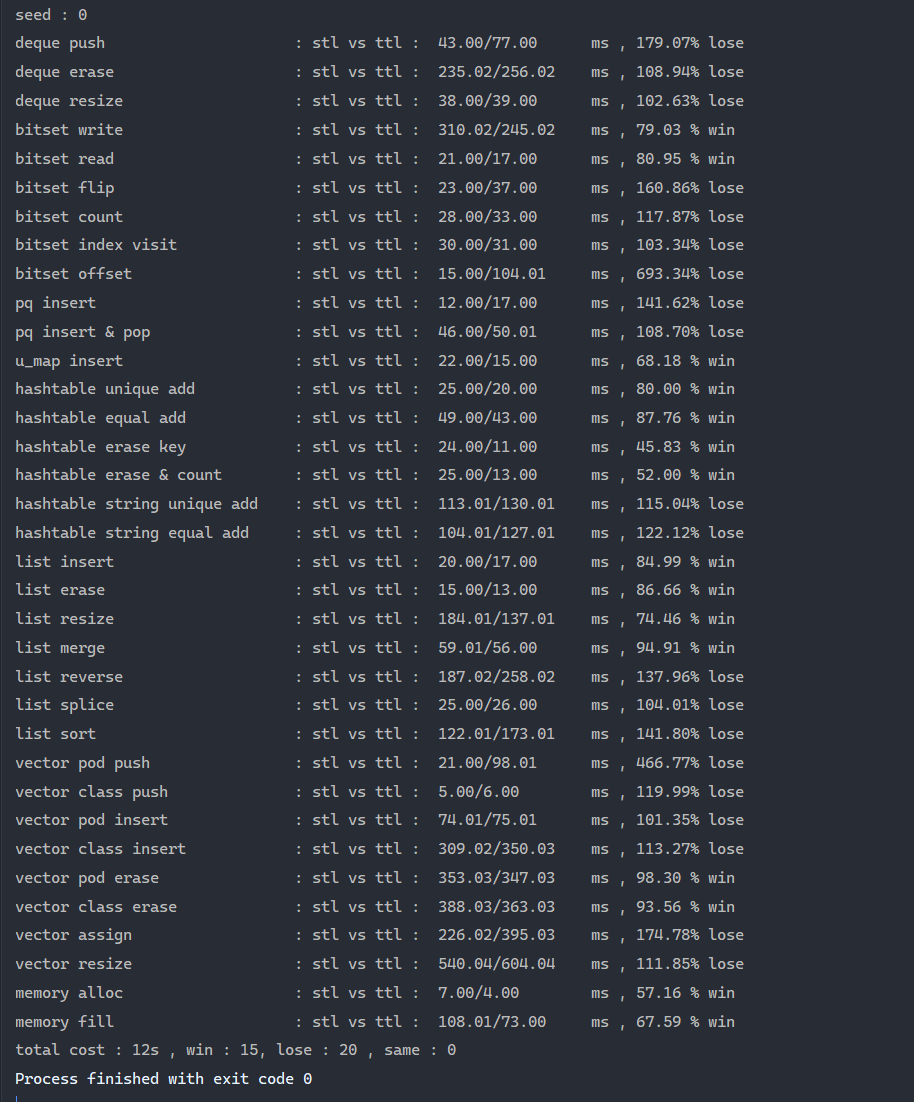 seed : 0
deque push : stl vs ttl : 43.00/77.00 ms , 179.07% lose
deque erase : stl vs ttl : 235.02/256.02 ms , 108.94% lose
deque resize : stl vs ttl : 38.00/39.00 ms , 102.63% lose
bitset write : stl vs ttl : 310.02/245.02 ms , 79.03 % win
bitset read : stl vs ttl : 21.00/17.00 ms , 80.95 % win
bitset flip : stl vs ttl : 23.00/37.00 ms , 160.86% lose
bitset count : stl vs ttl : 28.00/33.00 ms , 117.87% lose
bitset index visit : stl vs ttl : 30.00/31.00 ms , 103.34% lose
bitset offset : stl vs ttl : 15.00/104.01 ms , 693.34% lose
pq insert : stl vs ttl : 12.00/17.00 ms , 141.62% lose
pq insert & pop : stl vs ttl : 46.00/50.01 ms , 108.70% lose
u_map insert : stl vs ttl : 22.00/15.00 ms , 68.18 % win
hashtable unique add : stl vs ttl : 25.00/20.00 ms , 80.00 % win
hashtable equal add : stl vs ttl : 49.00/43.00 ms , 87.76 % win
hashtable erase key : stl vs ttl : 24.00/11.00 ms , 45.83 % win
hashtable erase & count : stl vs ttl : 25.00/13.00 ms , 52.00 % win
hashtable string unique add : stl vs ttl : 113.01/130.01 ms , 115.04% lose
hashtable string equal add : stl vs ttl : 104.01/127.01 ms , 122.12% lose
list insert : stl vs ttl : 20.00/17.00 ms , 84.99 % win
list erase : stl vs ttl : 15.00/13.00 ms , 86.66 % win
list resize : stl vs ttl : 184.01/137.01 ms , 74.46 % win
list merge : stl vs ttl : 59.01/56.00 ms , 94.91 % win
list reverse : stl vs ttl : 187.02/258.02 ms , 137.96% lose
list splice : stl vs ttl : 25.00/26.00 ms , 104.01% lose
list sort : stl vs ttl : 122.01/173.01 ms , 141.80% lose
vector pod push : stl vs ttl : 21.00/98.01 ms , 466.77% lose
vector class push : stl vs ttl : 5.00/6.00 ms , 119.99% lose
vector pod insert : stl vs ttl : 74.01/75.01 ms , 101.35% lose
vector class insert : stl vs ttl : 309.02/350.03 ms , 113.27% lose
vector pod erase : stl vs ttl : 353.03/347.03 ms , 98.30 % win
vector class erase : stl vs ttl : 388.03/363.03 ms , 93.56 % win
vector assign : stl vs ttl : 226.02/395.03 ms , 174.78% lose
vector resize : stl vs ttl : 540.04/604.04 ms , 111.85% lose
memory alloc : stl vs ttl : 7.00/4.00 ms , 57.16 % win
memory fill : stl vs ttl : 108.01/73.00 ms , 67.59 % win
total cost : 12s , win : 15, lose : 20 , same : 0
Process finished with exit code 0